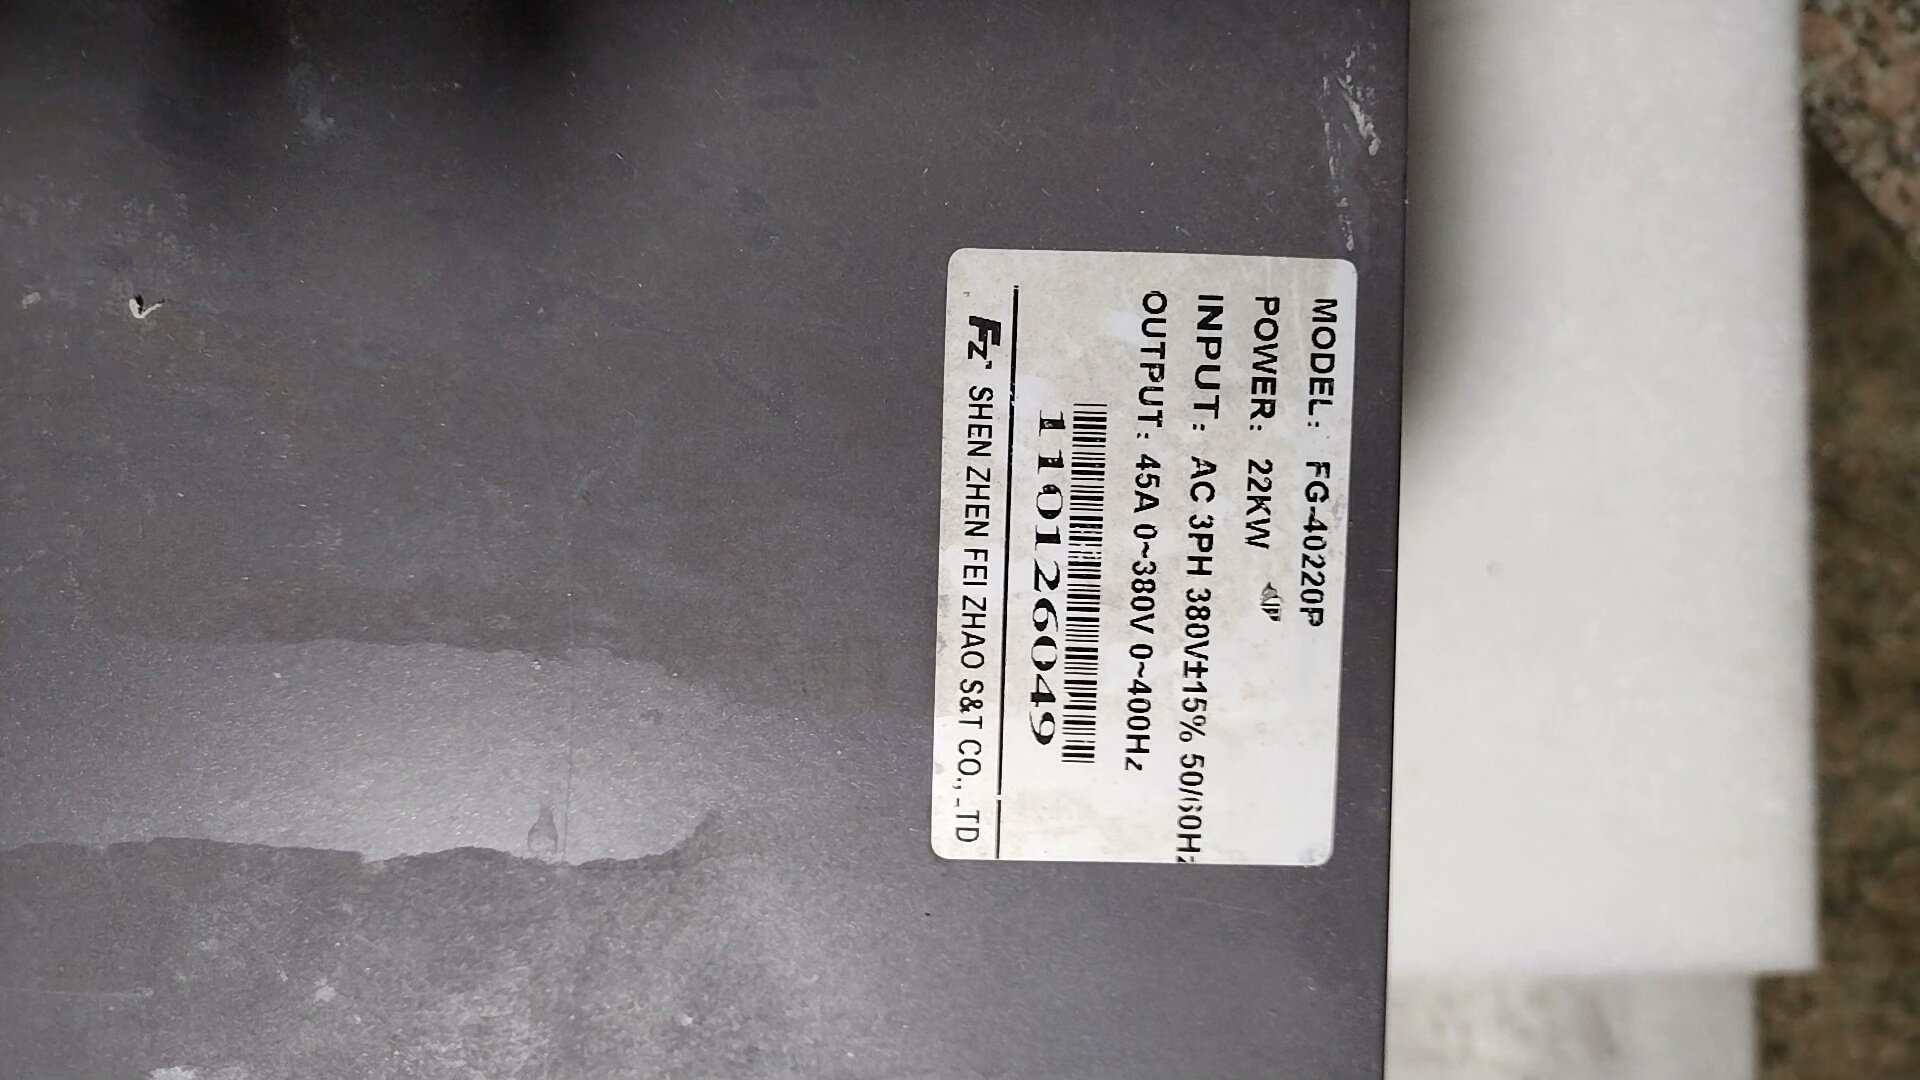 MODEL: FG-40220P
POWER: 22KW
INPUT: AC 3PH 380V±15% 50/60Hz
OUTPUT: 45A 0~380V 0~400Hz
110126049
Fz SHEN ZHEN FEI ZHAO S&T CO., LTD